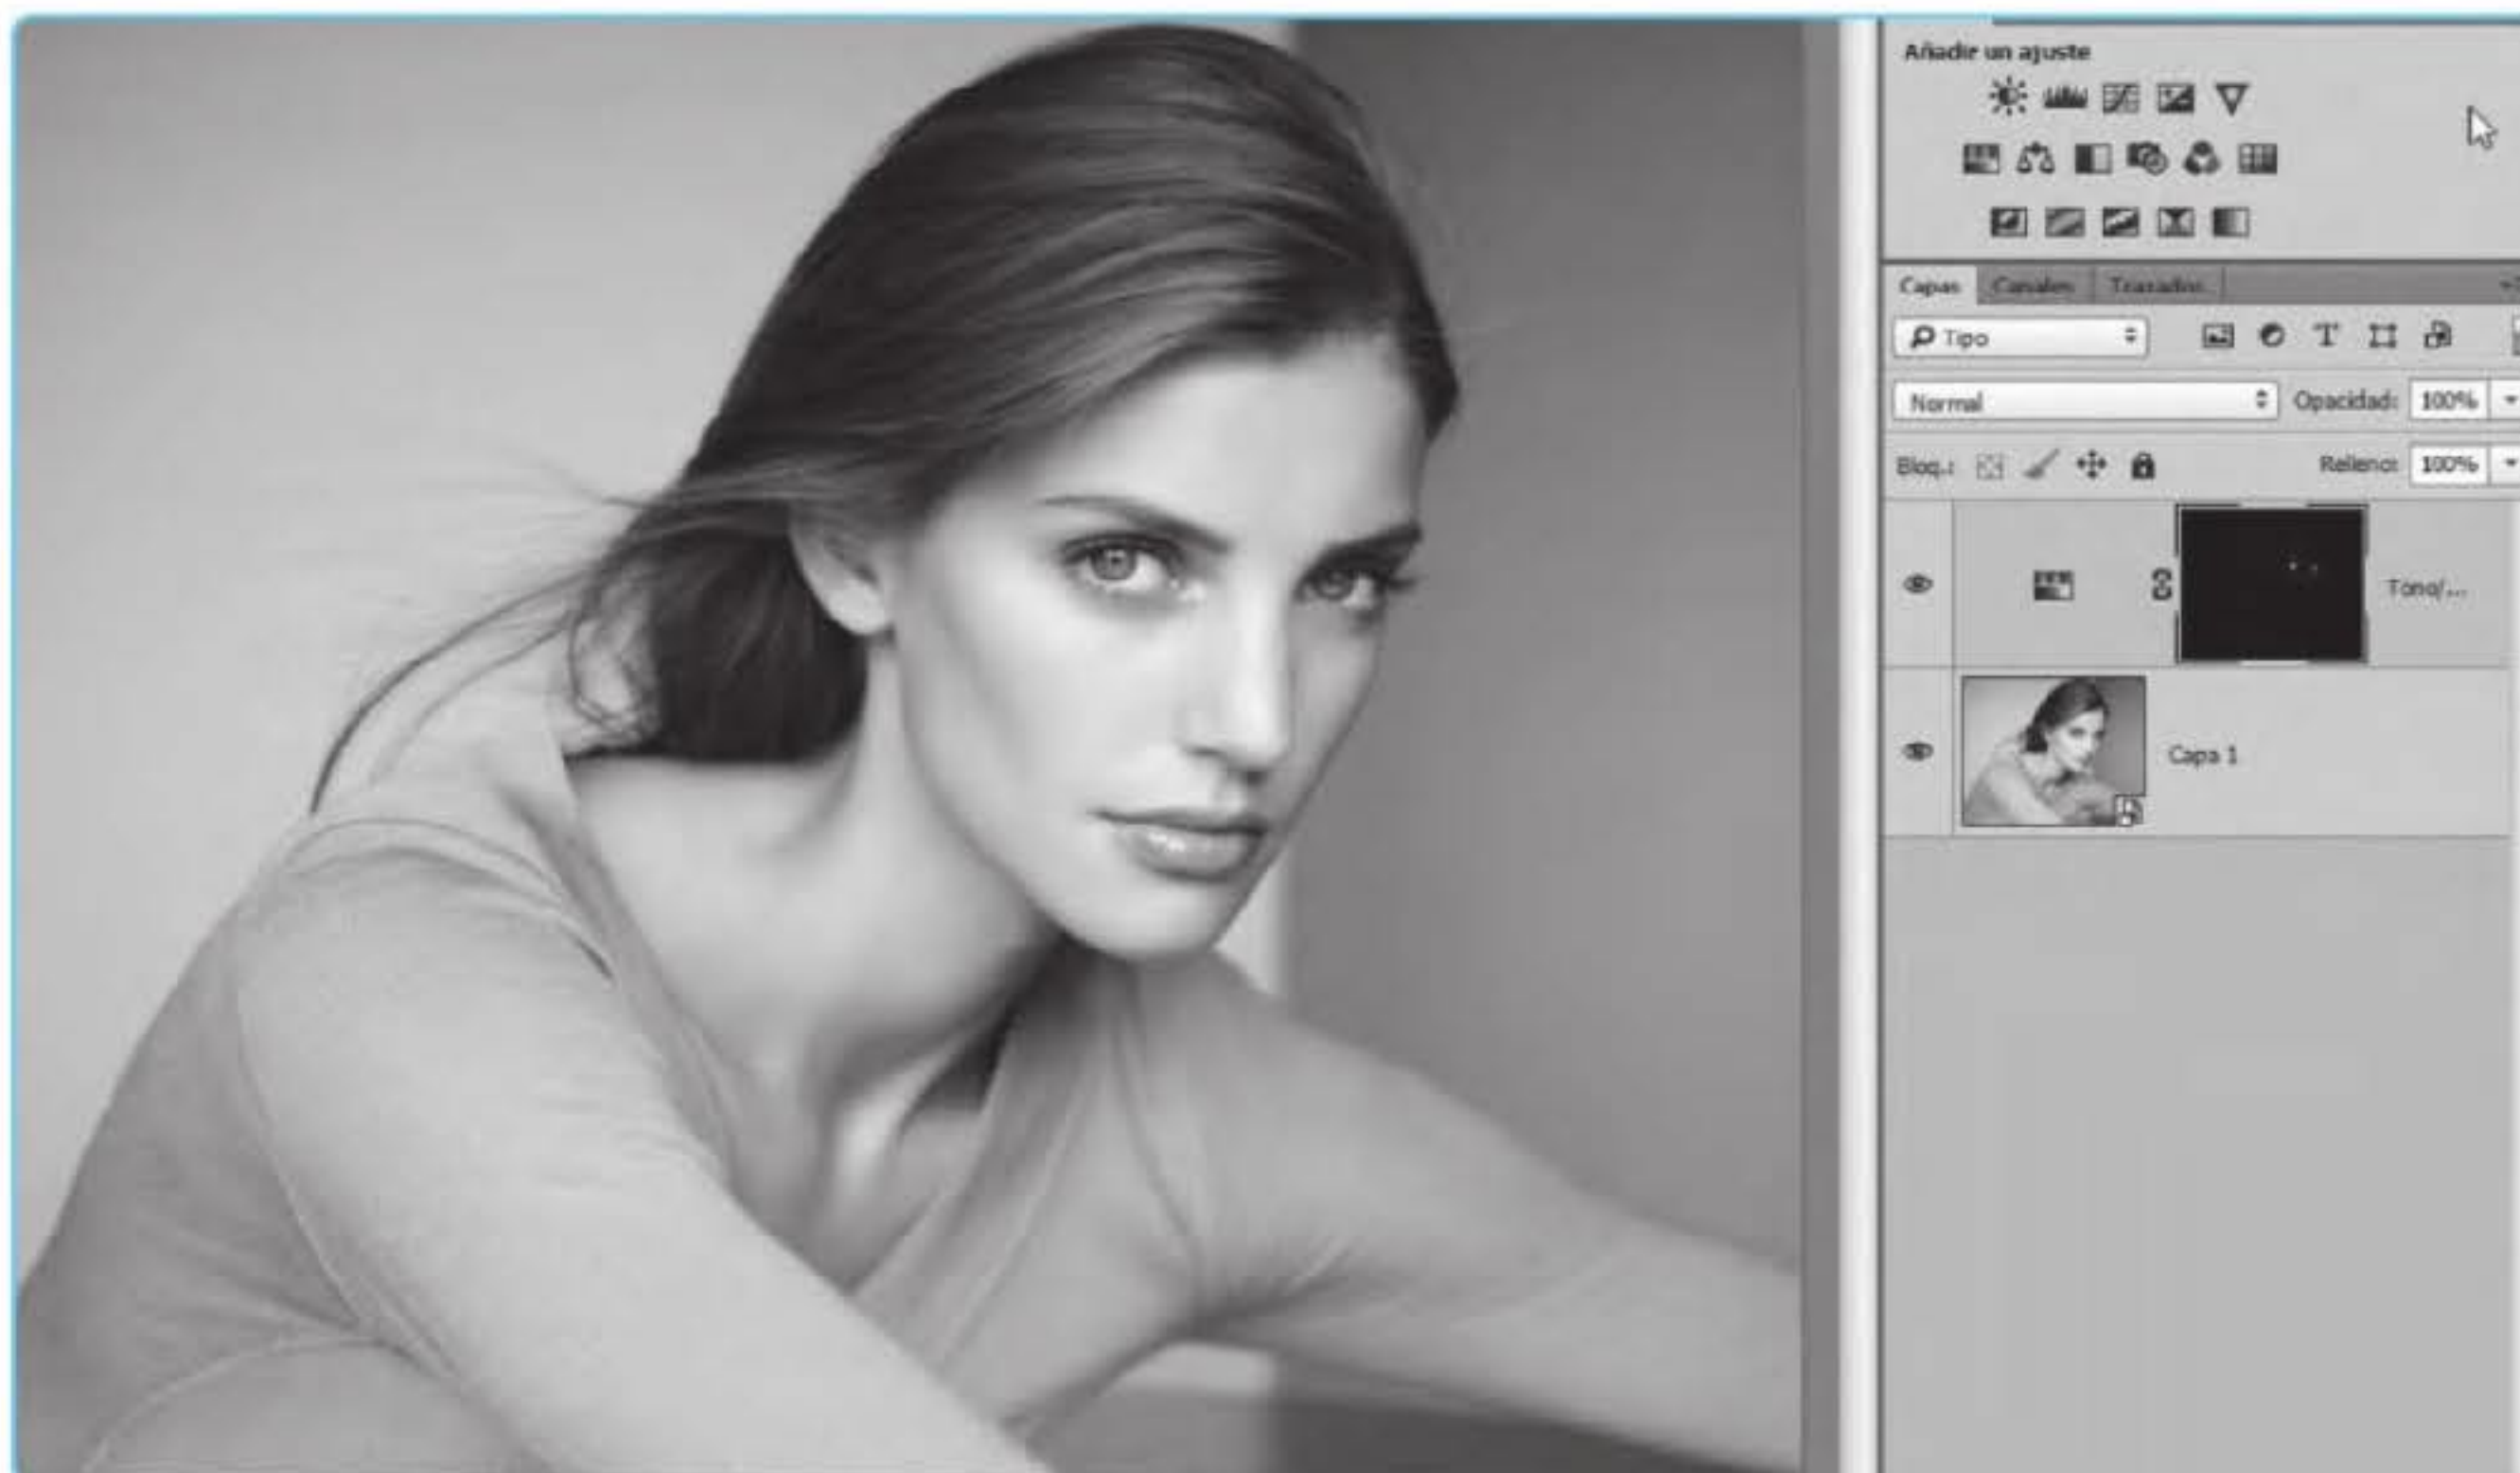 Añadir un ajuste
Capas Canales Trazados
Tipo
Normal Opacidad: 100%
Bloq.: Relleno: 100%
Tono/...
Capa 1